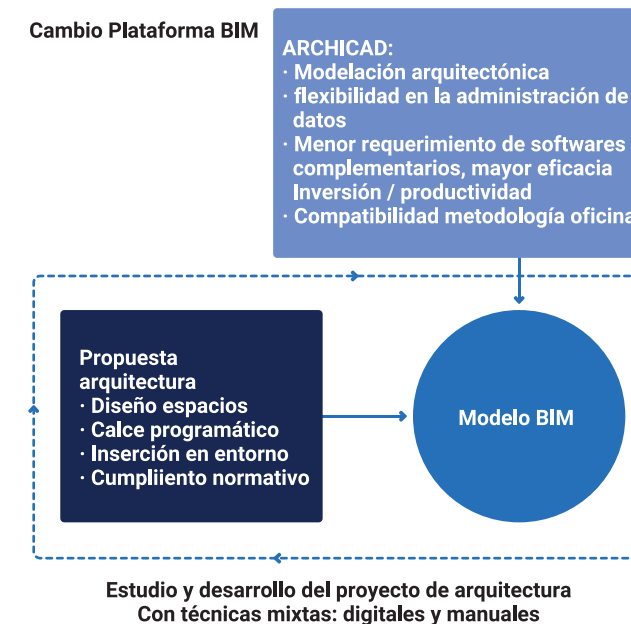 Cambio Plataforma BIM
ARCHICAD:
· Modelación arquitectónica
· flexibilidad en la administración de
datos
· Menor requerimiento de softwares
complementarios, mayor eficacia
Inversión / productividad
· Compatibilidad metodología oficina
Propuesta
arquitectura
· Diseño espacios
· Calce programático
· Inserción en entorno
· Cumpliiento normativo
Modelo BIM
Estudio y desarrollo del proyecto de arquitectura
Con técnicas mixtas: digitales y manuales